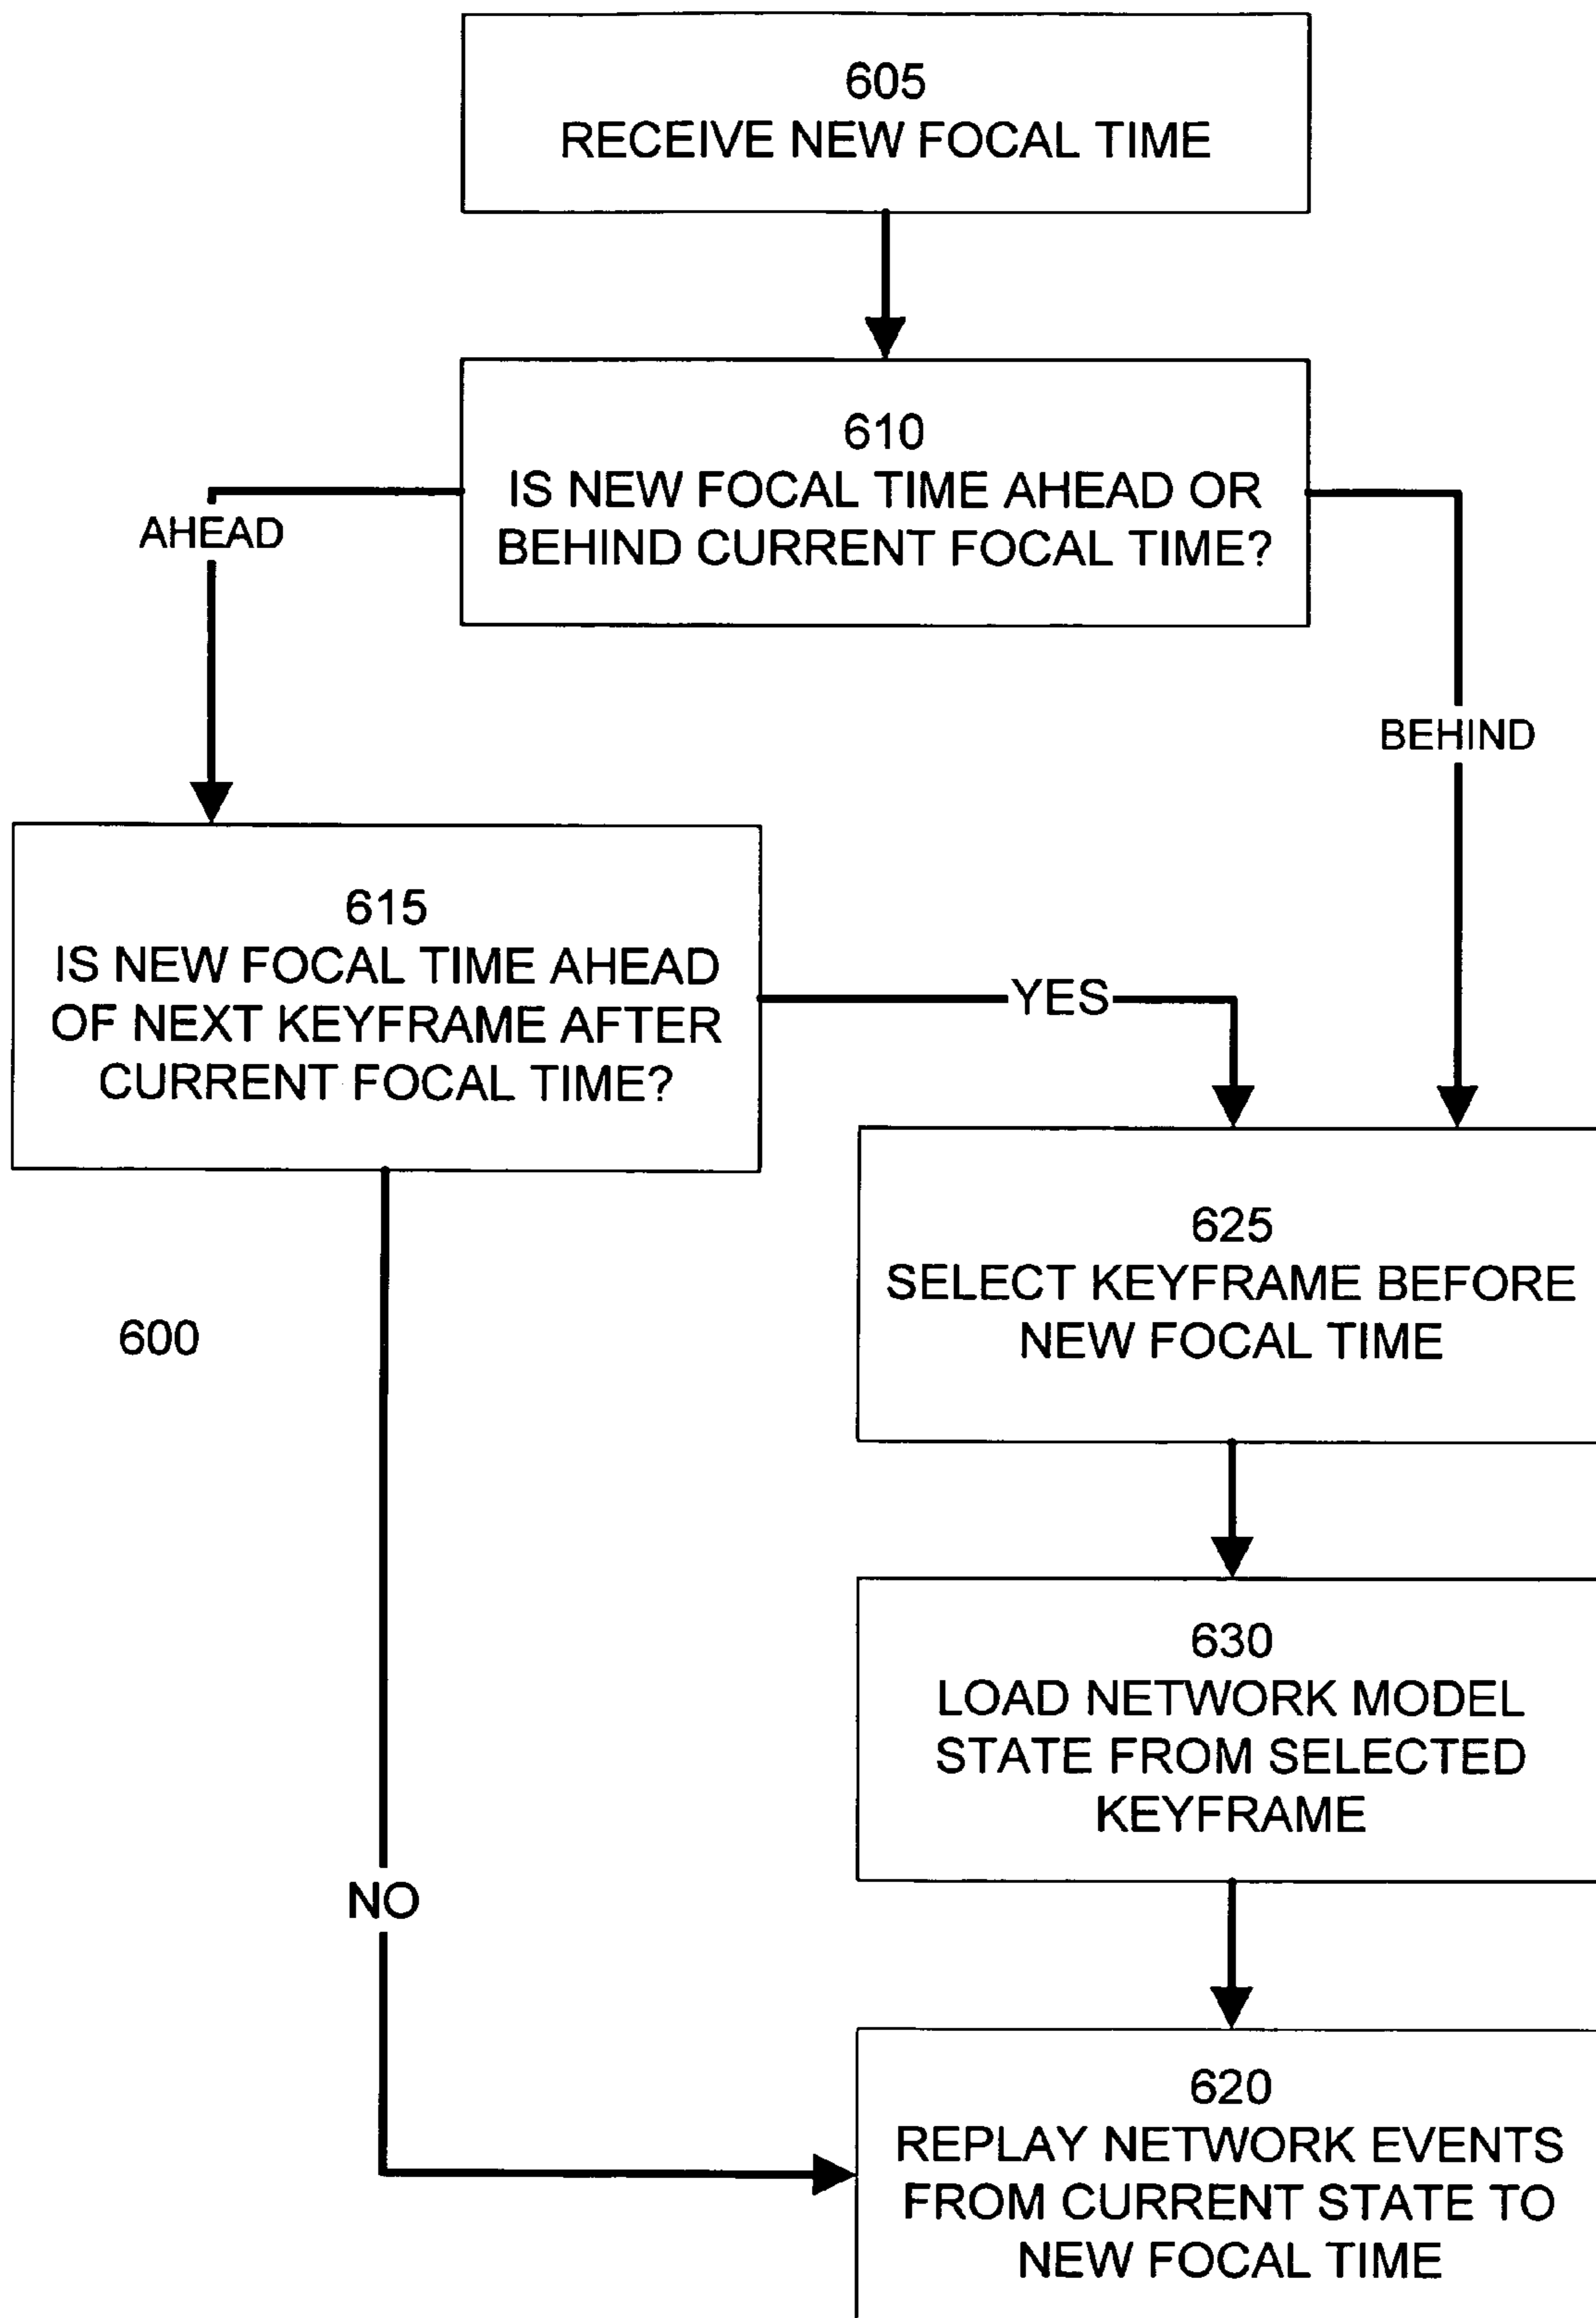 605
RECEIVE NEW FOCAL TIME
610
IS NEW FOCAL TIME AHEAD OR
BEHIND CURRENT FOCAL TIME?
AHEAD
BEHIND
615
IS NEW FOCAL TIME AHEAD
OF NEXT KEYFRAME AFTER
CURRENT FOCAL TIME?
YES
625
SELECT KEYFRAME BEFORE
NEW FOCAL TIME
600
630
LOAD NETWORK MODEL
STATE FROM SELECTED
KEYFRAME
NO
620
REPLAY NETWORK EVENTS
FROM CURRENT STATE TO
NEW FOCAL TIME